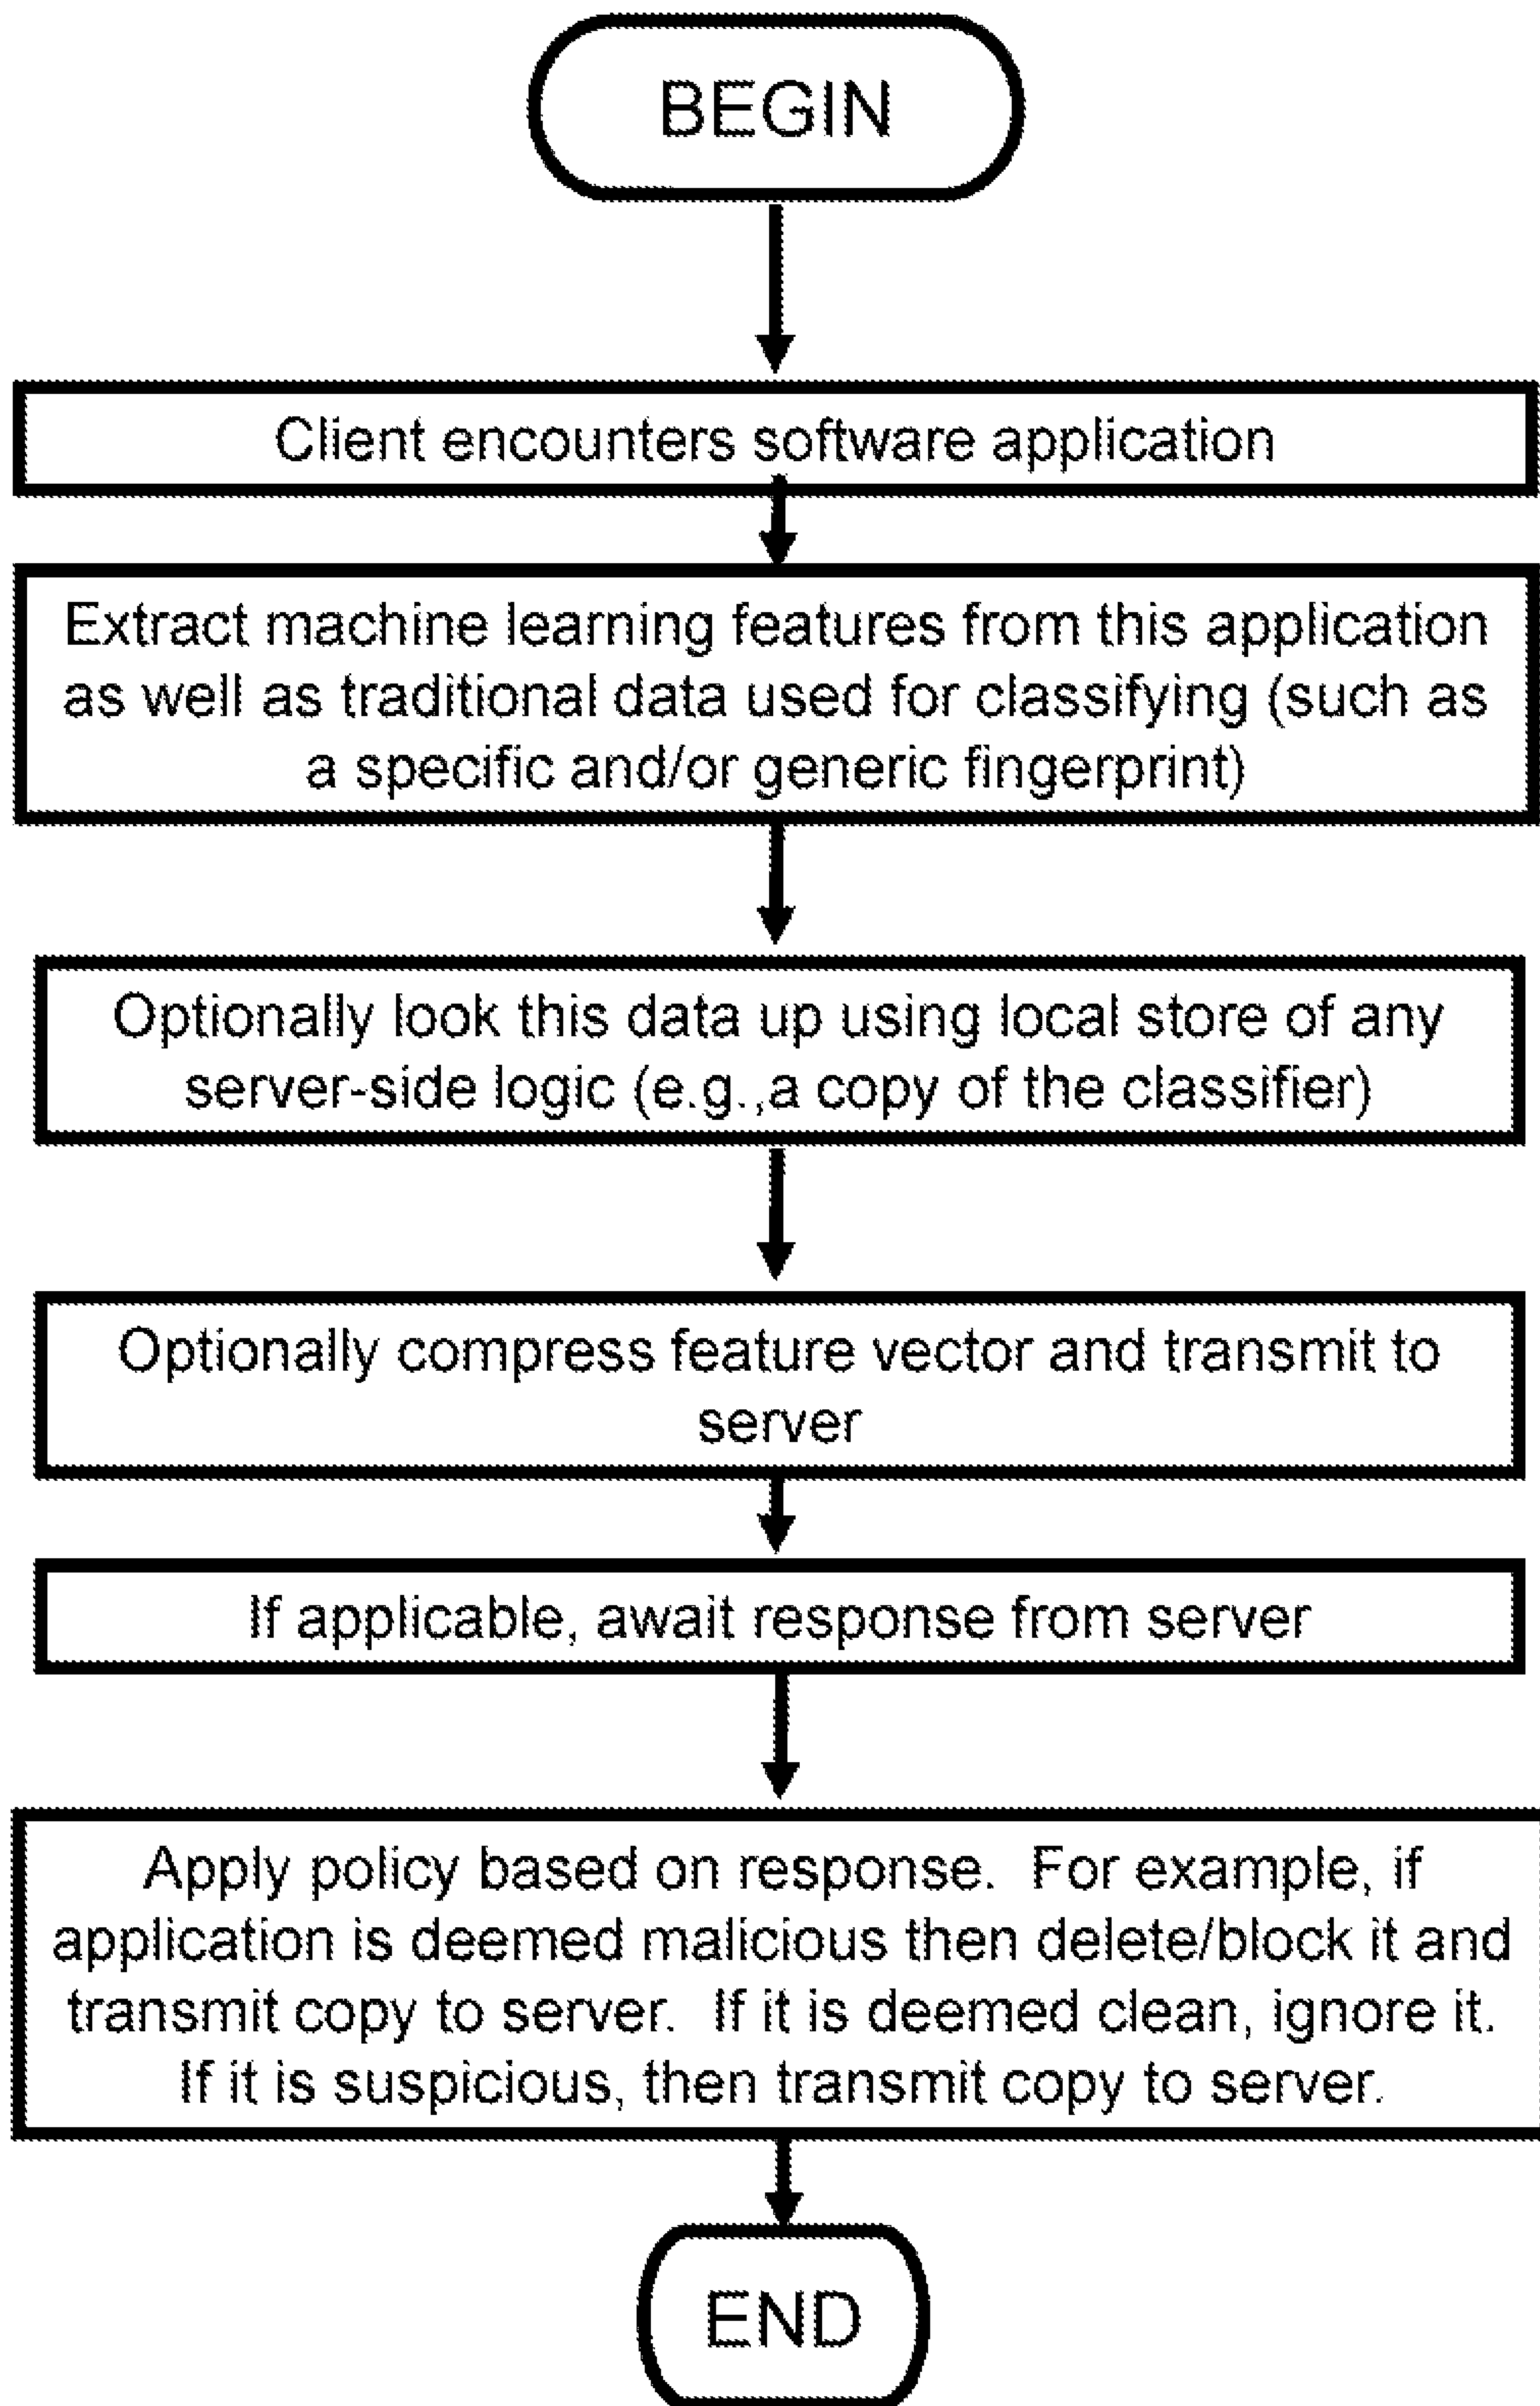 BEGIN
Client encounters software application
Extract machine learning features from this application
as well as traditional data used for classifying (such as
a specific and/or generic fingerprint)
Optionally look this data up using local store of any
server-side logic (e.g.,a copy of the classifier)
Optionally compress feature vector and transmit to
server
If applicable, await response from server
Apply policy based on response.  For example, if
application is deemed malicious then delete/block it and
transmit copy to server.  If it is deemed clean, ignore it.
If it is suspicious, then transmit copy to server.
END